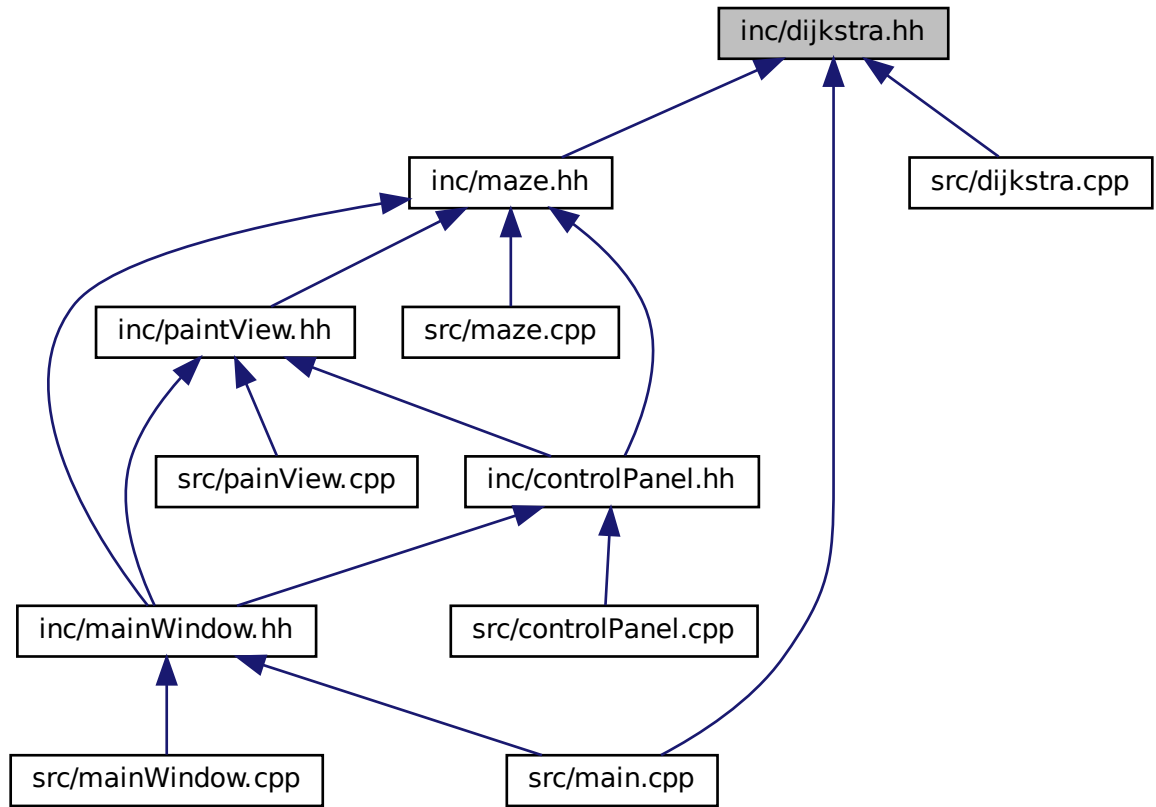 inc/dijkstra.hh
inc/maze.hh
src/dijkstra.cpp
inc/paintView.hh
src/maze.cpp
src/painView.cpp
inc/controlPanel.hh
inc/mainWindow.hh
src/controlPanel.cpp
src/mainWindow.cpp
src/main.cpp